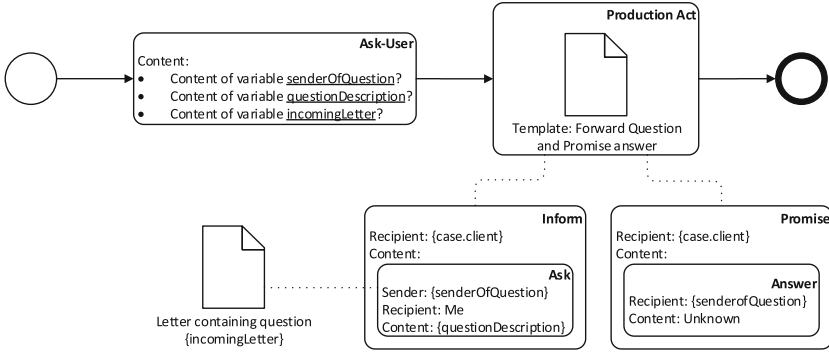 Ask-User
Content:
• Content of variable senderOfQuestion?
• Content of variable questionDescription?
• Content of variable incomingLetter?
Production Act
Template: Forward Question
and Promise answer
Letter containing question
{incomingLetter}
Inform
Recipient: {case.client}
Content:
Ask
Sender: {senderOfQuestion}
Recipient: Me
Content: {questionDescription}
Promise
Recipient: {case.client}
Content:
Answer
Recipient: {senderofQuestion}
Content: Unknown